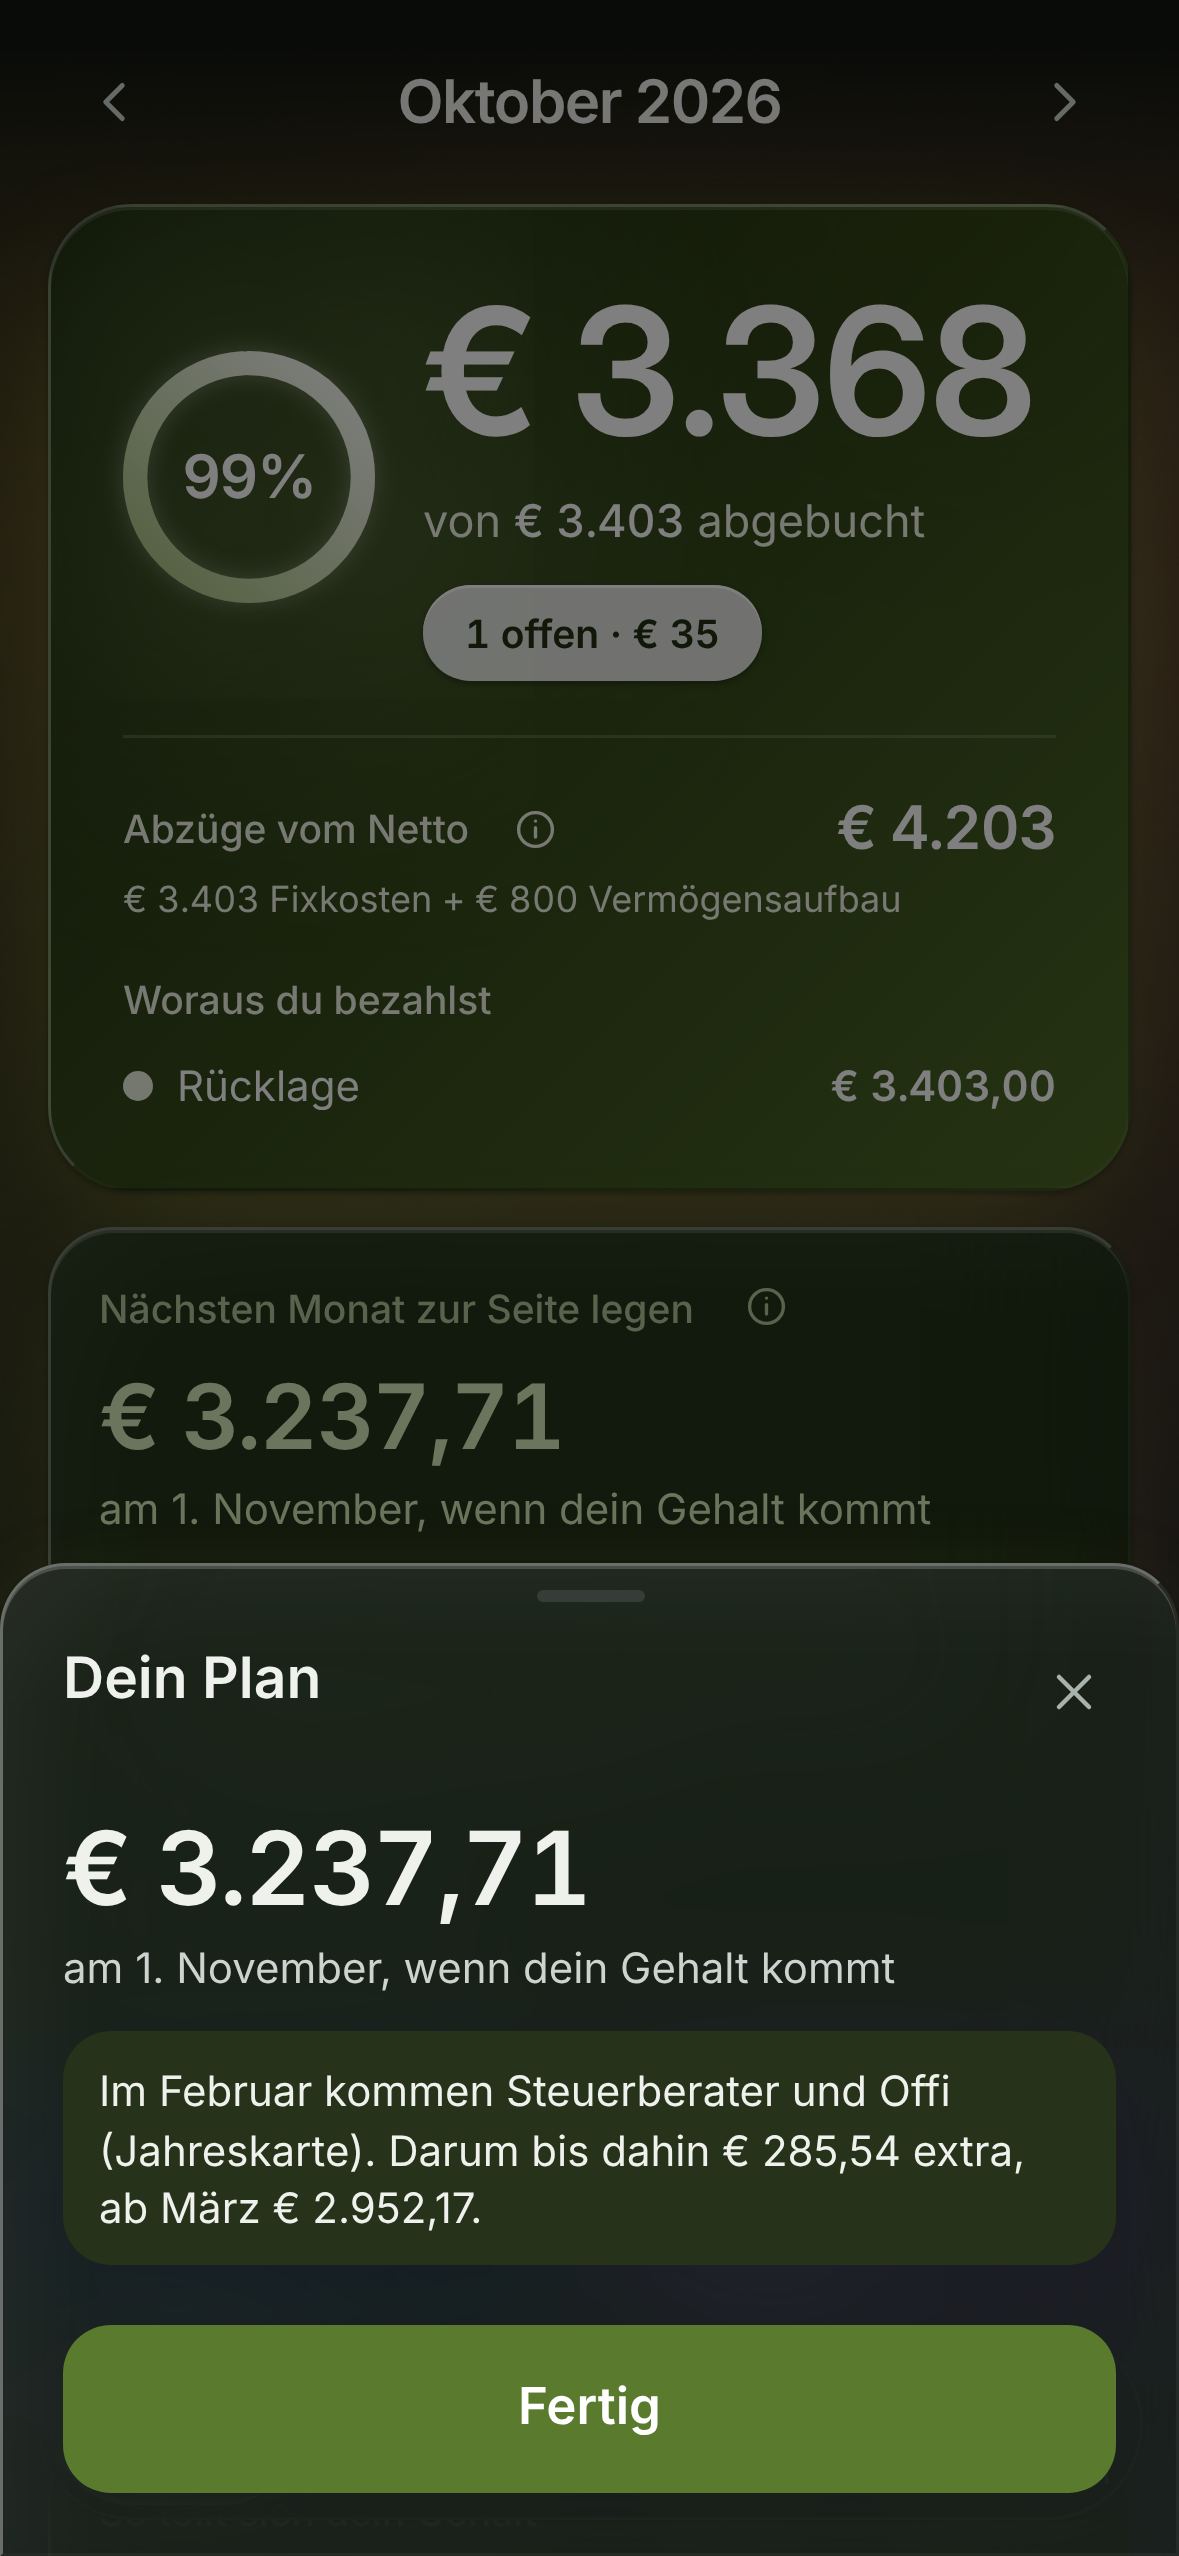 Oktober 2026
€ 3.368
99%
von € 3.403 abgebucht
1 offen · € 35
Abzüge vom Netto
€ 4.203
€ 3.403 Fixkosten + € 800 Vermögensaufbau
Woraus du bezahlst
Rücklage
€ 3.403,00
Nächsten Monat zur Seite legen
€ 3.237,71
am 1. November, wenn dein Gehalt kommt
Dein Plan
€ 3.237,71
am 1. November, wenn dein Gehalt kommt
Im Februar kommen Steuerberater und Offi
(Jahreskarte). Darum bis dahin € 285,54 extra,
ab März € 2.952,17.
Fertig